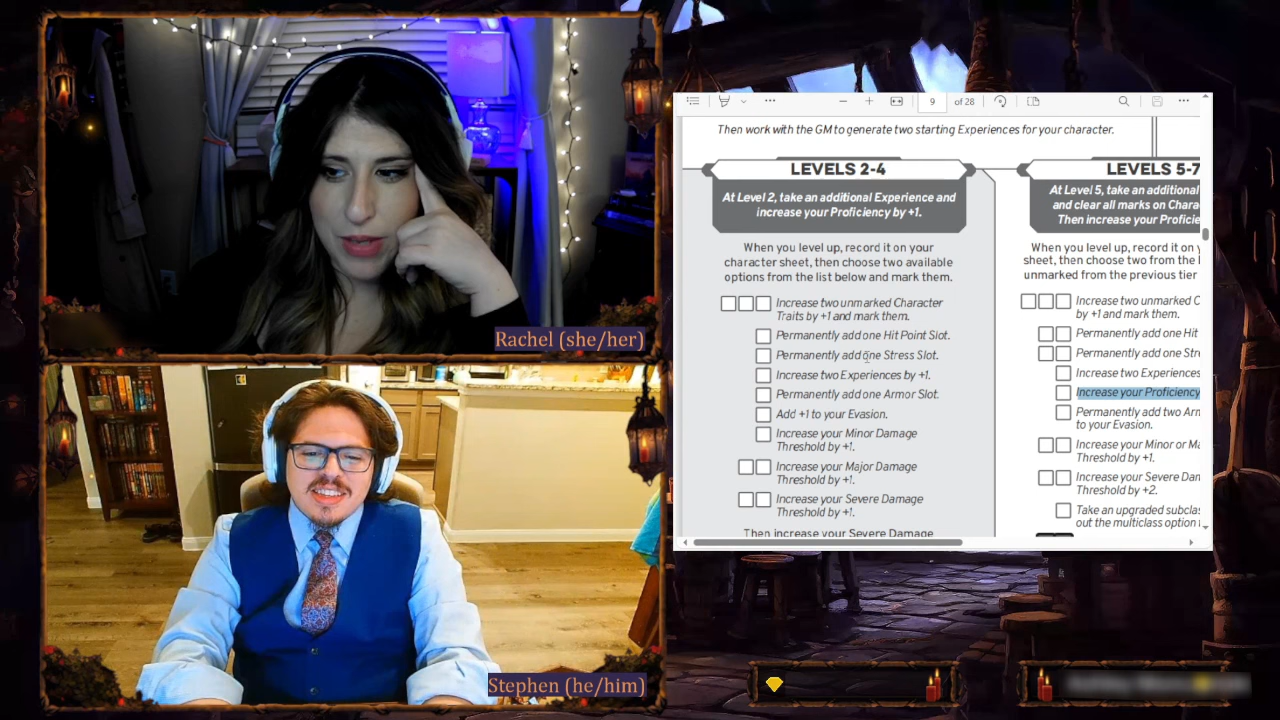 Rachel (she/her)
Stephen (he/him)
9 of 28
Then work with the GM to generate two starting Experiences for your character.
LEVELS 2-4
At Level 2, take an additional Experience and
increase your Proficiency by +1.
When you level up, record it on your
character sheet, then choose two available
options from the list below and mark them.
Increase two unmarked Character
Traits by +1 and mark them.
Permanently add one Hit Point Slot.
Permanently add one Stress Slot.
Increase two Experiences by +1.
Permanently add one Armor Slot.
Add +1 to your Evasion.
Increase your Minor Damage
Threshold by +1.
Increase your Major Damage
Threshold by +1.
Increase your Severe Damage
Threshold by +1.
Then increase your Severe Damage
LEVELS 5-7
At Level 5, take an additional
and clear all marks on Charac
Then increase your Proficie
When you level up, record it on y
sheet, then choose two from the l
unmarked from the previous tier
Increase two unmarked C
by +1 and mark them.
Permanently add one Hit
Permanently add one Stre
Increase two Experiences
Increase your Proficiency
Permanently add two Arm
to your Evasion.
Increase your Minor or Ma
Threshold by +1.
Increase your Severe Dam
Threshold by +2.
Take an upgraded subclas
out the multiclass option